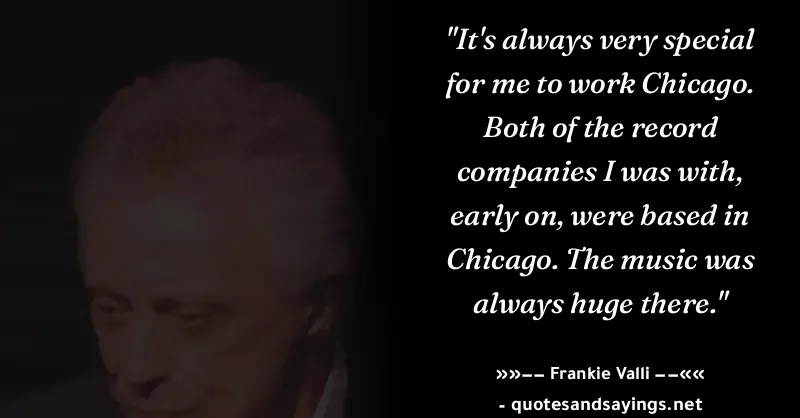 "It's always very special
for me to work Chicago.
Both of the record
companies I was with,
early on, were based in
Chicago. The music was
always huge there."
»»−− Frankie Valli −−««
- quotesandsayings.net